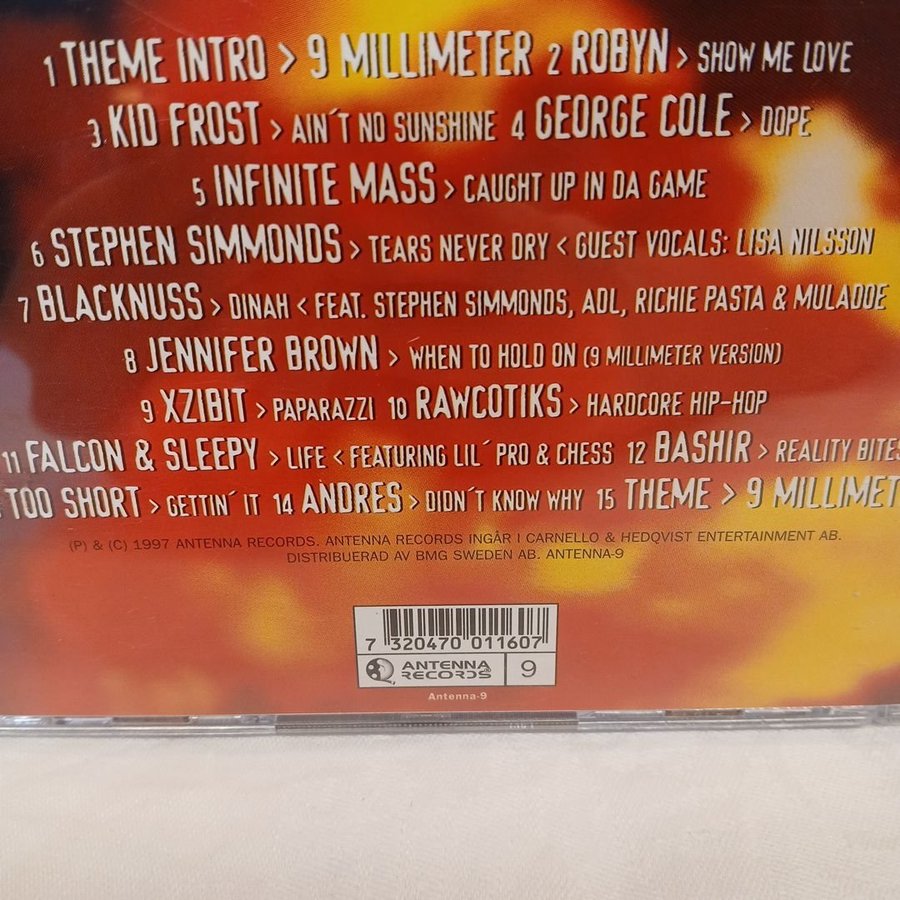 1 THEME INTRO > 9 MILLIMETER 2 ROBYN > SHOW ME LOVE
3 KID FROST > AIN´T NO SUNSHINE 4 GEORGE COLE > DOPE
5 INFINITE MASS > CAUGHT UP IN DA GAME
6 STEPHEN SIMMONDS > TEARS NEVER DRY < GUEST VOCALS: LISA NILSSON
7 BLACKNUSS > DINAH < FEAT. STEPHEN SIMMONDS, ADL, RICHIE PASTA & MULADOE
8 JENNIFER BROWN > WHEN TO HOLD ON (9 MILLIMETER VERSION)
9 XZIBIT > PAPARAZZI 10 RAWCOTIKS > HARDCORE HIP-HOP
11 FALCON & SLEEPY > LIFE < FEATURING LIL´ PRO & CHESS 12 BASHIR > REALITY BITES
TOO SHORT > GETTIN´ IT 14 ANDRES > DIDN´T KNOW WHY 15 THEME > 9 MILLIMET
(P) & (C) 1997 ANTENNA RECORDS. ANTENNA RECORDS INGÅR I CARNELLO & HEDQVIST ENTERTAINMENT AB.
DISTRIBUERAD AV BMG SWEDEN AB. ANTENNA-9
7 320470 011607
ANTENNA RECORDS 9
Antenna-9